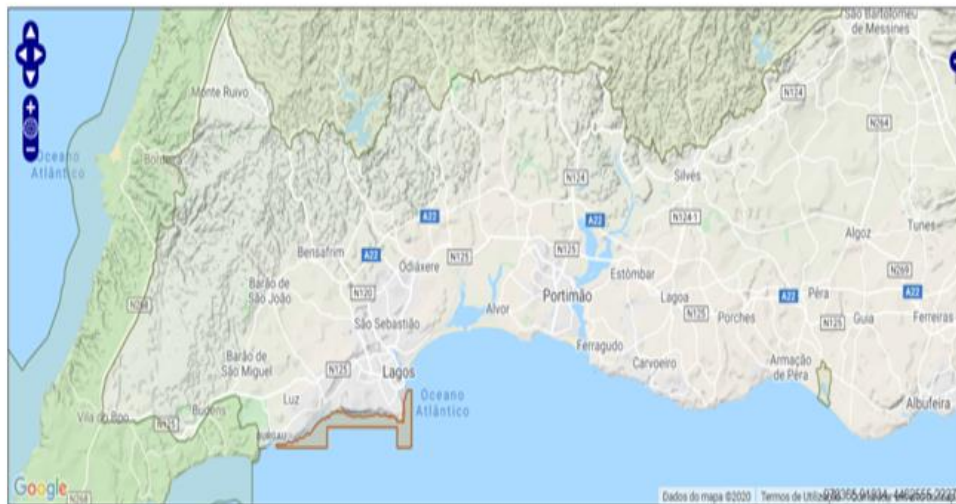 São Bartolomeu
de Messines
Monte Ruivo
N124
N264
Oceano
Atlântico
Bordeira
N124
Silves
A22
A22
N124-1
Tunes
Algoz
Bensafrim
A22
Odiáxere
N125
N125
Estômbar
N269
N268
Barão de
São João
N120
Alvor
Portimão
Lagoa
A22
Pêra
A22
São Sebastião
N125
Porches
N125
Guia
Ferreiras
Ferragudo
Barão de
São Miguel
N125
Lagos
Carvoeiro
Armação
de Pêra
Luz
Oceano
Atlântico
Albufeira
Vila do Bispo
N125
Budens
BURGAU
Google
N268
Dados do mapa ©2020